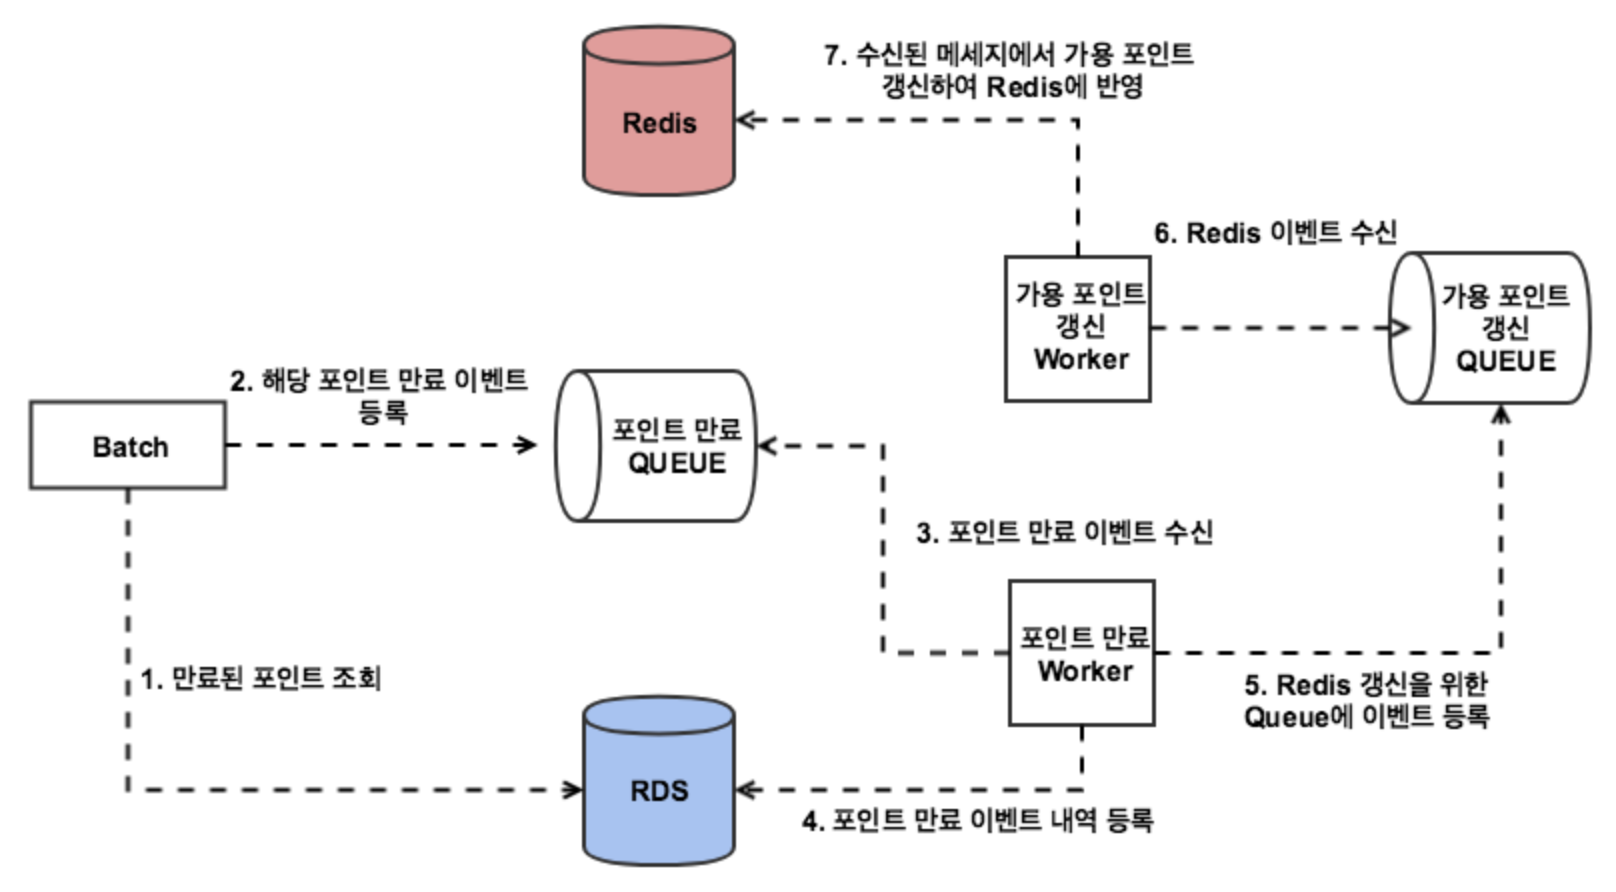 7. 수신된 메세지에서 가용 포인트
갱신하여 Redis에 반영
Redis
6. Redis 이벤트 수신
가용 포인트
갱신
Worker
가용 포인트
갱신
QUEUE
2. 해당 포인트 만료 이벤트
등록
Batch
포인트 만료
QUEUE
3. 포인트 만료 이벤트 수신
포인트 만료
Worker
1. 만료된 포인트 조회
5. Redis 갱신을 위한
Queue에 이벤트 등록
RDS
4. 포인트 만료 이벤트 내역 등록